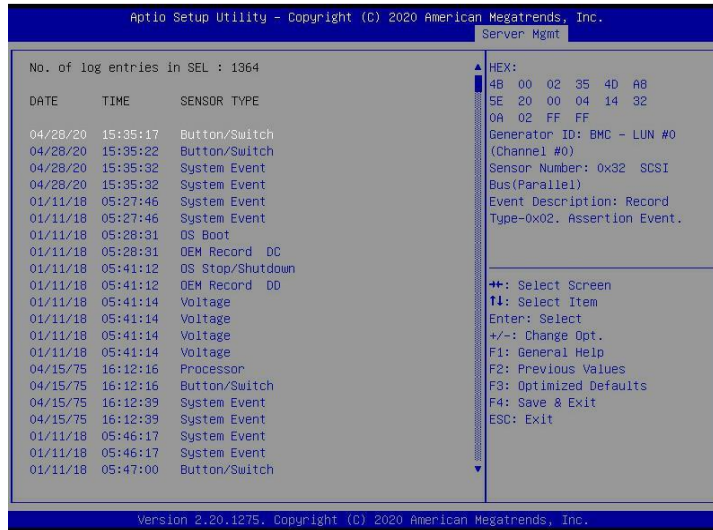 Aptio Setup Utility – Copyright (C) 2020 American Megatrends, Inc.
Server Mgmt
No. of log entries in SEL : 1364
DATE TIME SENSOR TYPE
04/28/20 15:35:17 Button/Switch
04/28/20 15:35:22 Button/Switch
04/28/20 15:35:32 System Event
04/28/20 15:35:32 System Event
01/11/18 05:27:46 System Event
01/11/18 05:27:46 System Event
01/11/18 05:28:31 OS Boot
01/11/18 05:28:31 OEM Record DC
01/11/18 05:41:12 OS Stop/Shutdown
01/11/18 05:41:12 OEM Record DD
01/11/18 05:41:14 Voltage
01/11/18 05:41:14 Voltage
01/11/18 05:41:14 Voltage
01/11/18 05:41:14 Voltage
04/15/75 16:12:16 Processor
04/15/75 16:12:16 Button/Switch
04/15/75 16:12:39 System Event
04/15/75 16:12:39 System Event
01/11/18 05:46:17 System Event
01/11/18 05:46:17 System Event
01/11/18 05:47:00 Button/Switch
HEX:
4B 00 02 35 4D A8
5E 20 00 04 14 32
0A 02 FF FF
Generator ID: BMC – LUN #0
(Channel #0)
Sensor Number: 0x32 SCSI
Bus(Parallel)
Event Description: Record
Type-0x02. Assertion Event.
→←: Select Screen
↑↓: Select Item
Enter: Select
+/-: Change Opt.
F1: General Help
F2: Previous Values
F3: Optimized Defaults
F4: Save & Exit
ESC: Exit
Version 2.20.1275. Copyright (C) 2020 American Megatrends, Inc.